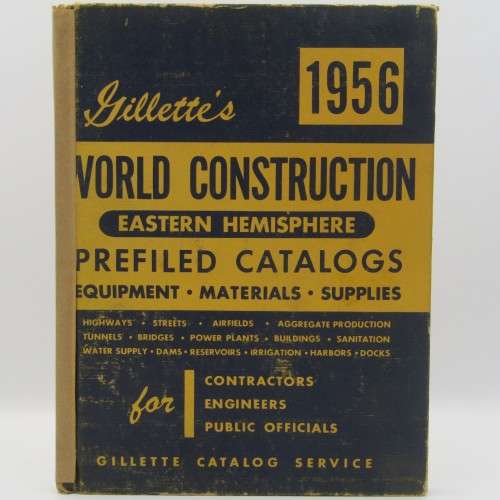 Gillette's
1956
WORLD CONSTRUCTION
EASTERN HEMISPHERE
PREFILED CATALOGS
EQUIPMENT • MATERIALS • SUPPLIES
HIGHWAYS • STREETS • AIRFIELDS • AGGREGATE PRODUCTION
TUNNELS • BRIDGES • POWER PLANTS • BUILDINGS • SANITATION
WATER SUPPLY • DAMS • RESERVOIRS • IRRIGATION • HARBORS • DOCKS
for
CONTRACTORS
ENGINEERS
PUBLIC OFFICIALS
GILLETTE CATALOG SERVICE